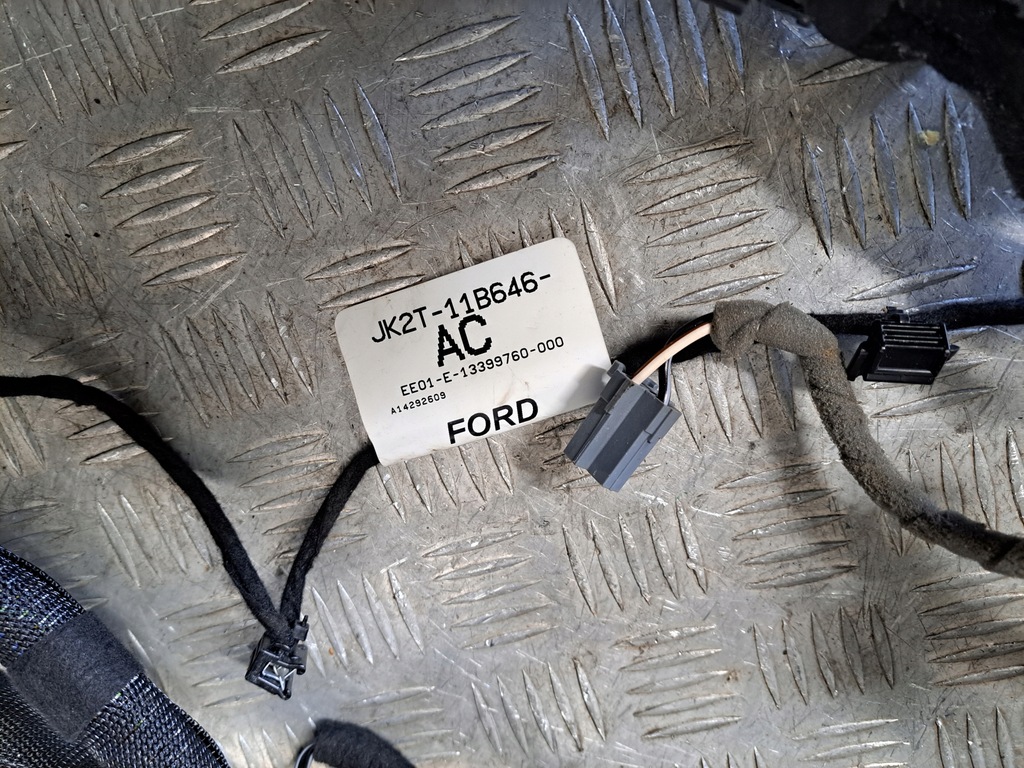 JK2T-11B646-
AC
EE01-E-13399760-000
A14292609
FORD